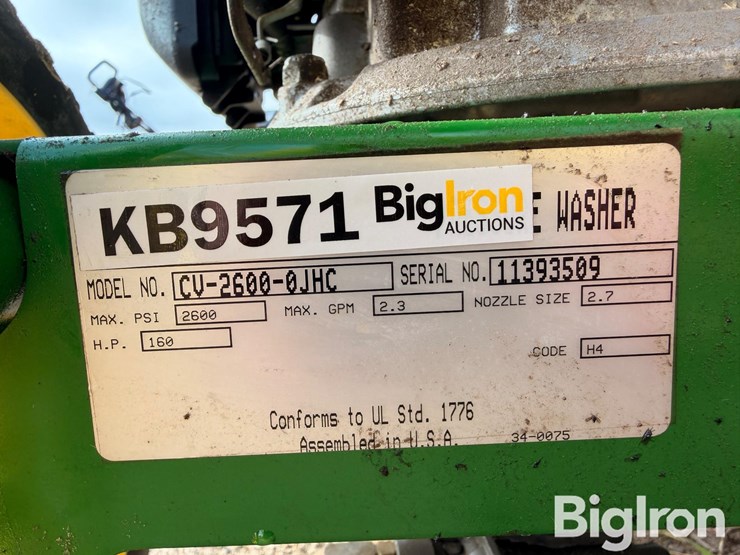 KB9571 BigIron AUCTIONS E WASHER
MODEL NO. CV-2600-0JHC SERIAL NO. 11393509
MAX. PSI 2600 MAX. GPM 2.3 NOZZLE SIZE 2.7
H.P. 160 CODE H4
Conforms to UL Std. 1776
Assembled in U.S.A. 34-0075
BigIron